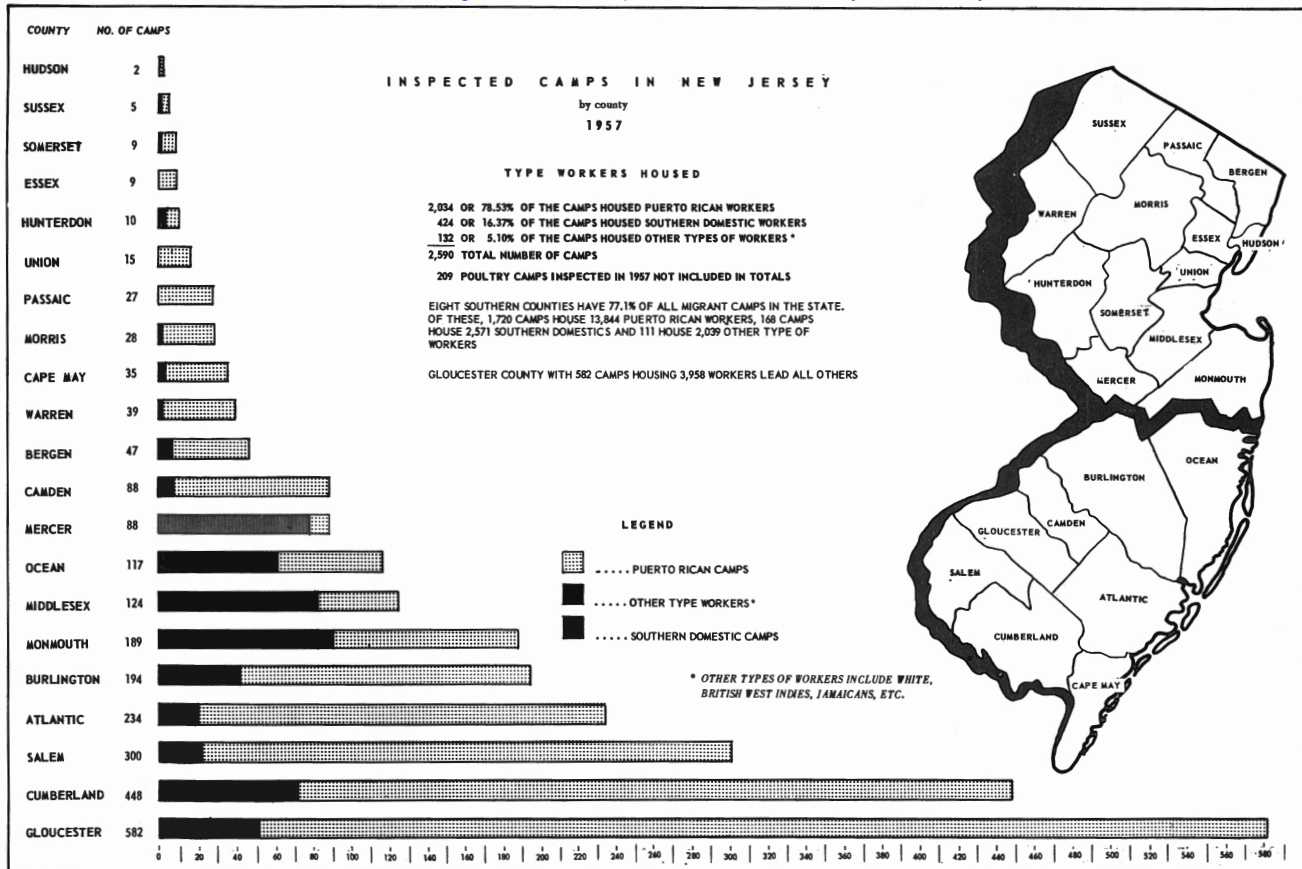 COUNTY NO. OF CAMPS
HUDSON 2
SUSSEX 5
SOMERSET 9
ESSEX 9
HUNTERDON 10
UNION 15
PASSAIC 27
MORRIS 28
CAPE MAY 35
WARREN 39
BERGEN 47
CAMDEN 88
MERCER 88
OCEAN 117
MIDDLESEX 124
MONMOUTH 189
BURLINGTON 194
ATLANTIC 234
SALEM 300
CUMBERLAND 448
GLOUCESTER 582
0 20 40 60 80 100 120 140 160 180 200 220 240 260 280 300 320 340 360 380 400 420 440 460 480 500 520 540 560 580
INSPECTED CAMPS IN NEW JERSEY
by county
1957
TYPE WORKERS HOUSED
2,034 OR 78.53% OF THE CAMPS HOUSED PUERTO RICAN WORKERS
424 OR 16.37% OF THE CAMPS HOUSED SOUTHERN DOMESTIC WORKERS
132 OR 5.10% OF THE CAMPS HOUSED OTHER TYPES OF WORKERS *
2,590 TOTAL NUMBER OF CAMPS
209 POULTRY CAMPS INSPECTED IN 1957 NOT INCLUDED IN TOTALS
EIGHT SOUTHERN COUNTIES HAVE 77.1% OF ALL MIGRANT CAMPS IN THE STATE.
OF THESE, 1,720 CAMPS HOUSE 13,844 PUERTO RICAN WORKERS, 168 CAMPS
HOUSE 2,571 SOUTHERN DOMESTICS AND 111 HOUSE 2,039 OTHER TYPE OF
WORKERS
GLOUCESTER COUNTY WITH 582 CAMPS HOUSING 3,958 WORKERS LEAD ALL OTHERS
LEGEND
..... PUERTO RICAN CAMPS
..... OTHER TYPE WORKERS*
..... SOUTHERN DOMESTIC CAMPS
* OTHER TYPES OF WORKERS INCLUDE WHITE,
BRITISH WEST INDIES, JAMAICANS, ETC.
SUSSEX
PASSAIC
BERGEN
WARREN
MORRIS
ESSEX
HUDSON
UNION
HUNTERDON
SOMERSET
MIDDLESEX
MERCER
MONMOUTH
OCEAN
BURLINGTON
CAMDEN
GLOUCESTER
SALEM
ATLANTIC
CUMBERLAND
CAPE MAY